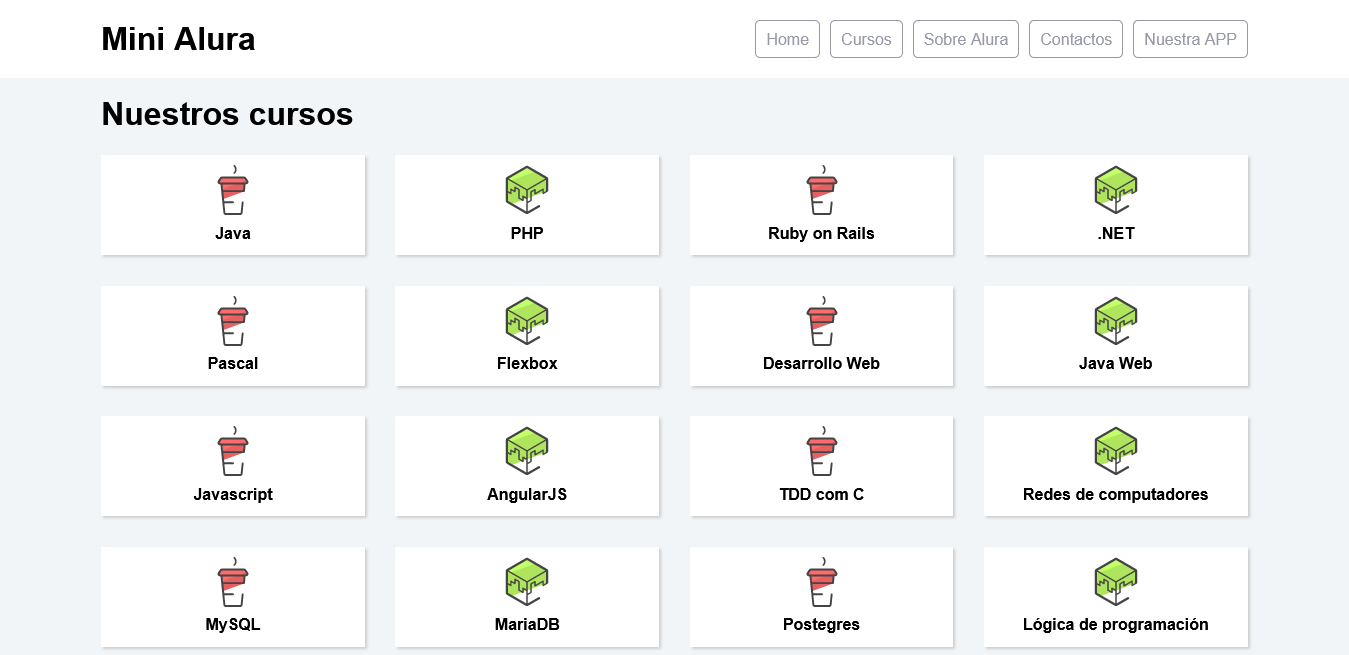 Mini Alura
Home Cursos Sobre Alura Contactos Nuestra APP
Nuestros cursos
Java PHP Ruby on Rails .NET
Pascal Flexbox Desarrollo Web Java Web
Javascript AngularJS TDD com C Redes de computadores
MySQL MariaDB Postegres Lógica de programación